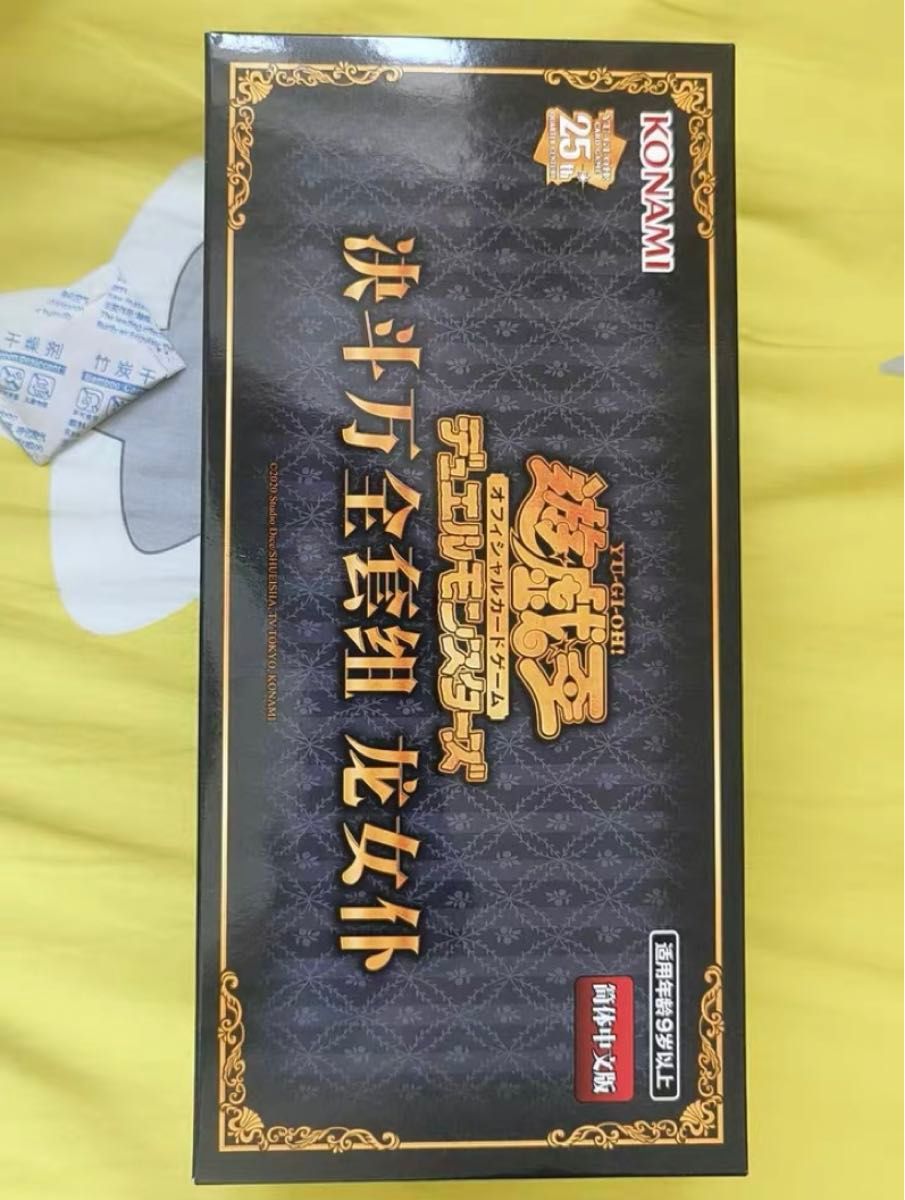 KONAMI
25th
YU-GI-OH!
遊戯王
オフィシャルカードゲーム
デュエルモンスターズ
决斗万全套组 龙女仆
©2020 Studio Dice/SHUEISHA, TV TOKYO, KONAMI
适用年龄9岁以上
简体中文版
干燥剂
竹炭干